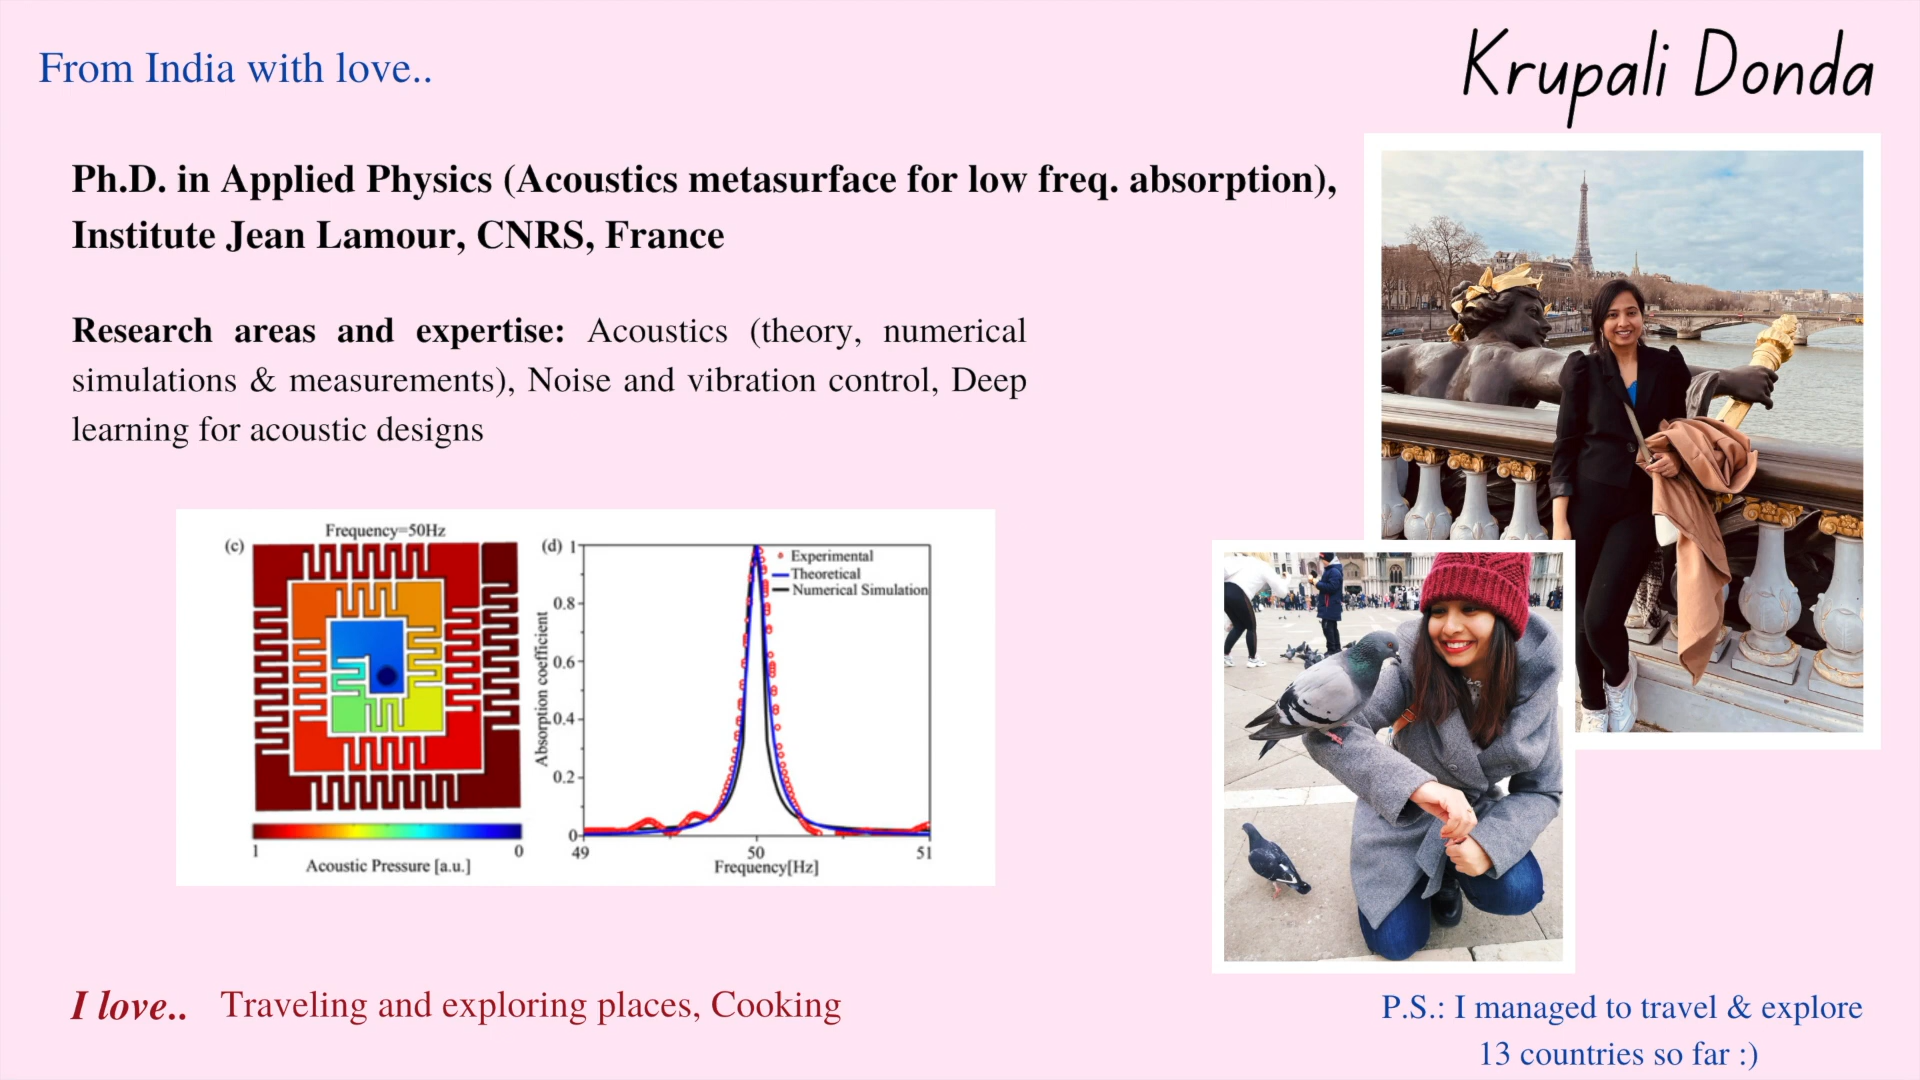 From India with love..
Krupali Donda
Ph.D. in Applied Physics (Acoustics metasurface for low freq. absorption),
Institute Jean Lamour, CNRS, France
Research areas and expertise: Acoustics (theory, numerical
simulations & measurements), Noise and vibration control, Deep
learning for acoustic designs
(c)
Frequency=50Hz
1
0
Acoustic Pressure [a.u.]
(d)
Absorption coefficient
1
0.8
0.6
0.4
0.2
0
Experimental
Theoretical
Numerical Simulation
49
50
51
Frequency[Hz]
I love.. Traveling and exploring places, Cooking
P.S.: I managed to travel & explore
13 countries so far :)